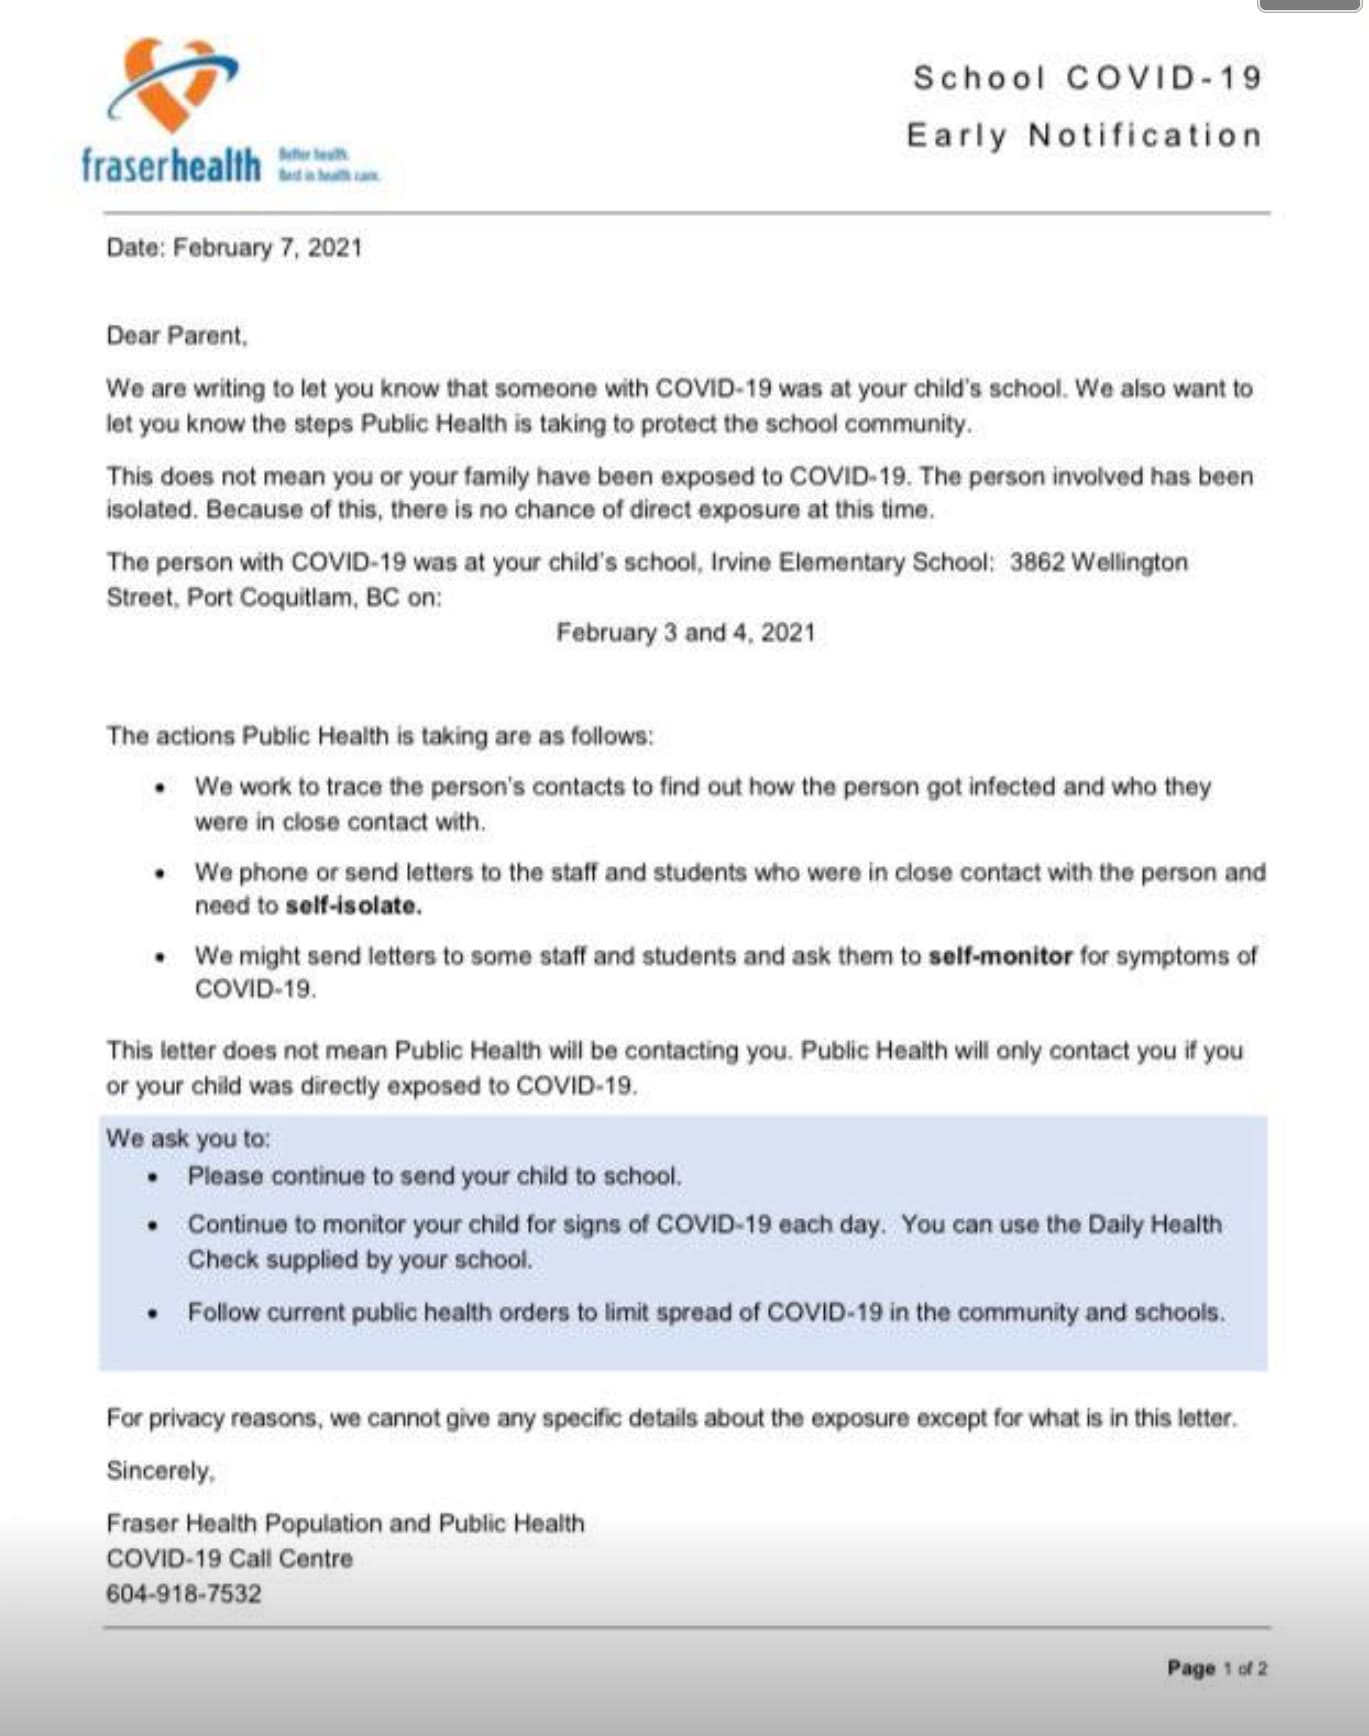 School COVID-19
Early Notification
fraserhealth
Better health.
Best in health care.
Date: February 7, 2021
Dear Parent,
We are writing to let you know that someone with COVID-19 was at your child's school. We also want to
let you know the steps Public Health is taking to protect the school community.
This does not mean you or your family have been exposed to COVID-19. The person involved has been
isolated. Because of this, there is no chance of direct exposure at this time.
The person with COVID-19 was at your child's school, Irvine Elementary School: 3862 Wellington
Street, Port Coquitlam, BC on:
February 3 and 4, 2021
The actions Public Health is taking are as follows:
• We work to trace the person's contacts to find out how the person got infected and who they
were in close contact with.
• We phone or send letters to the staff and students who were in close contact with the person and
need to self-isolate.
• We might send letters to some staff and students and ask them to self-monitor for symptoms of
COVID-19.
This letter does not mean Public Health will be contacting you. Public Health will only contact you if you
or your child was directly exposed to COVID-19.
We ask you to:
• Please continue to send your child to school.
• Continue to monitor your child for signs of COVID-19 each day. You can use the Daily Health
Check supplied by your school.
• Follow current public health orders to limit spread of COVID-19 in the community and schools.
For privacy reasons, we cannot give any specific details about the exposure except for what is in this letter.
Sincerely,
Fraser Health Population and Public Health
COVID-19 Call Centre
604-918-7532
Page 1 of 2